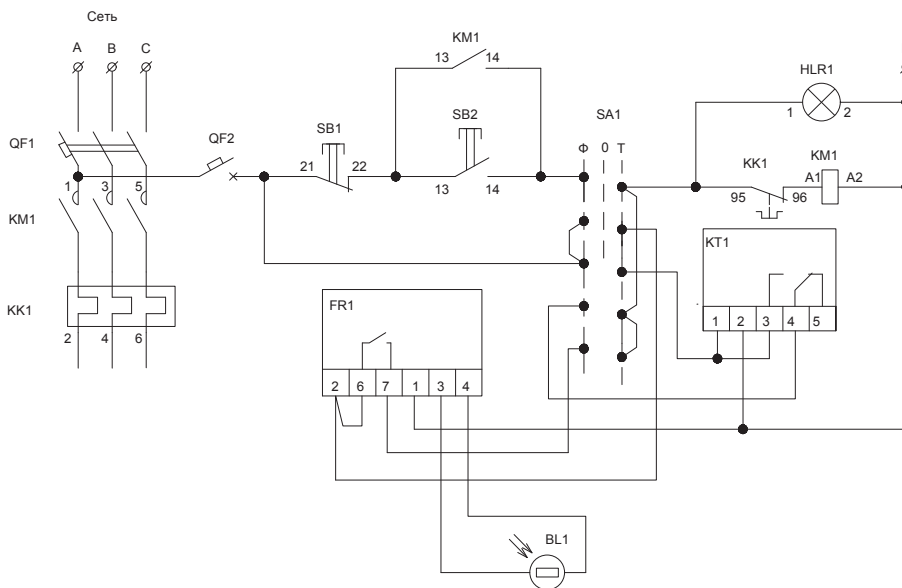 Сеть
A B C
QF1
1 3 5
KM1
KK1
2 4 6
QF2
SB1
21 22
KM1
13 14
SB2
13 14
SA1
Ф 0 Т
HLR1
1 2
KK1
95 96
KM1
A1 A2
KT1
1 2 3 4 5
FR1
2 6 7 1 3 4
BL1